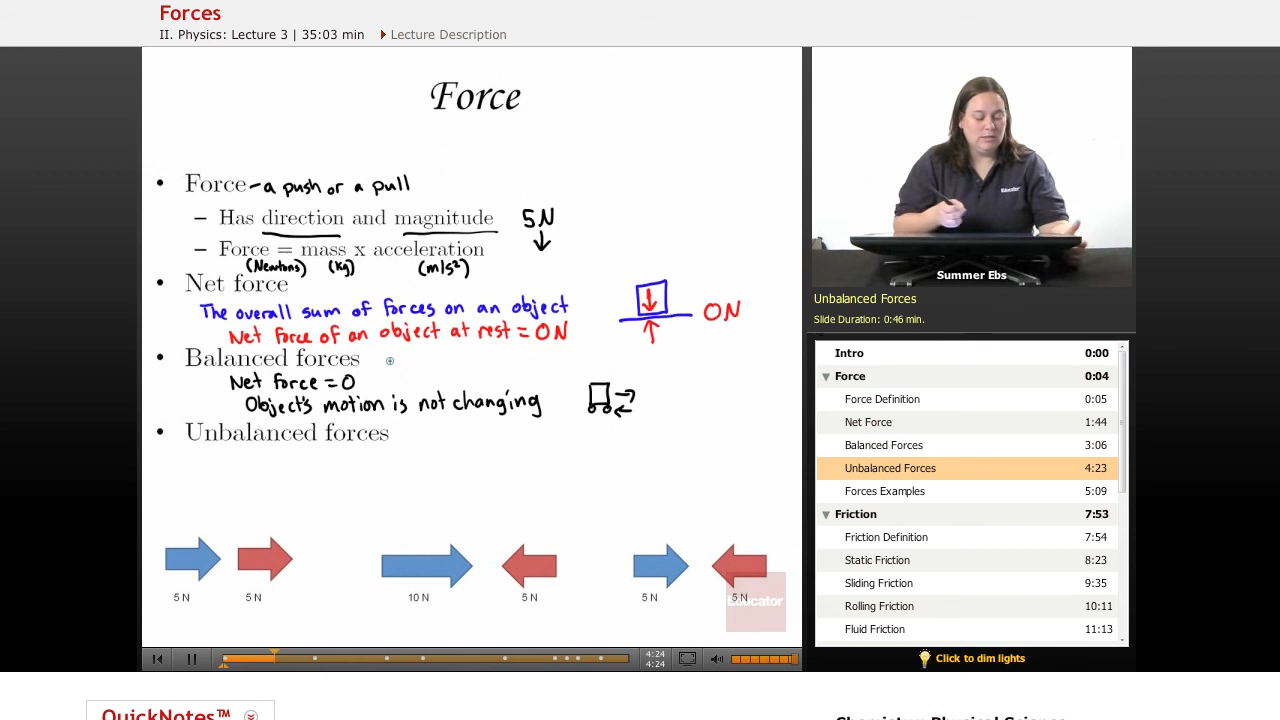 Forces
II. Physics: Lecture 3 | 35:03 min Lecture Description
Force
• Force - a push or a pull
– Has direction and magnitude 5N
– Force = mass x acceleration
(Newtons) (kg) (m/s²)
• Net force
The overall sum of forces on an object
Net force of an object at rest = 0N
0N
• Balanced forces
Net force = 0
Object's motion is not changing
• Unbalanced forces
5 N 5 N 10 N 5 N 5 N 5 N
Educator
4:24
4:24
Educator
Summer Ebs
Unbalanced Forces
Slide Duration: 0:46 min.
Intro 0:00
Force 0:04
Force Definition 0:05
Net Force 1:44
Balanced Forces 3:06
Unbalanced Forces 4:23
Forces Examples 5:09
Friction 7:53
Friction Definition 7:54
Static Friction 8:23
Sliding Friction 9:35
Rolling Friction 10:11
Fluid Friction 11:13
Click to dim lights
QuickNotes™
Chemistry: Physical Science